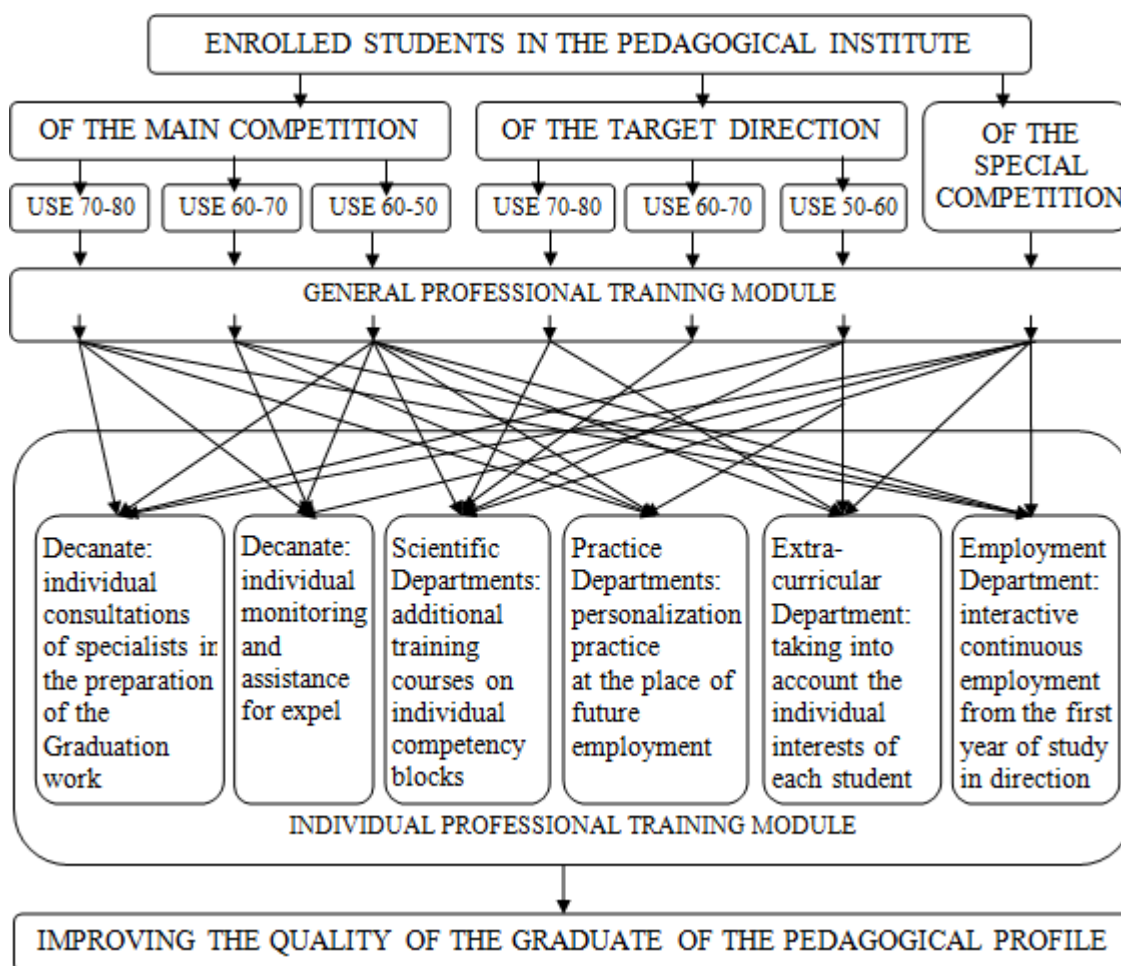 ENROLLED STUDENTS IN THE PEDAGOGICAL INSTITUTE
OF THE MAIN COMPETITION
OF THE TARGET DIRECTION
OF THE
SPECIAL
COMPETITION
USE 70-80
USE 60-70
USE 60-50
USE 70-80
USE 60-70
USE 50-60
GENERAL PROFESSIONAL TRAINING MODULE
Decanate:
individual
consultations
of specialists in
the preparation
of the
Graduation
work
Decanate:
individual
monitoring
and
assistance
for expel
Scientific
Departments:
additional
training
courses on
individual
competency
blocks
Practice
Departments:
personalization
practice
at the place of
future
employment
Extra-
curricular
Department:
taking into
account the
individual
interests of
each student
Employment
Department:
interactive
continuous
employment
from the first
year of study
in direction
INDIVIDUAL PROFESSIONAL TRAINING MODULE
IMPROVING THE QUALITY OF THE GRADUATE OF THE PEDAGOGICAL PROFILE